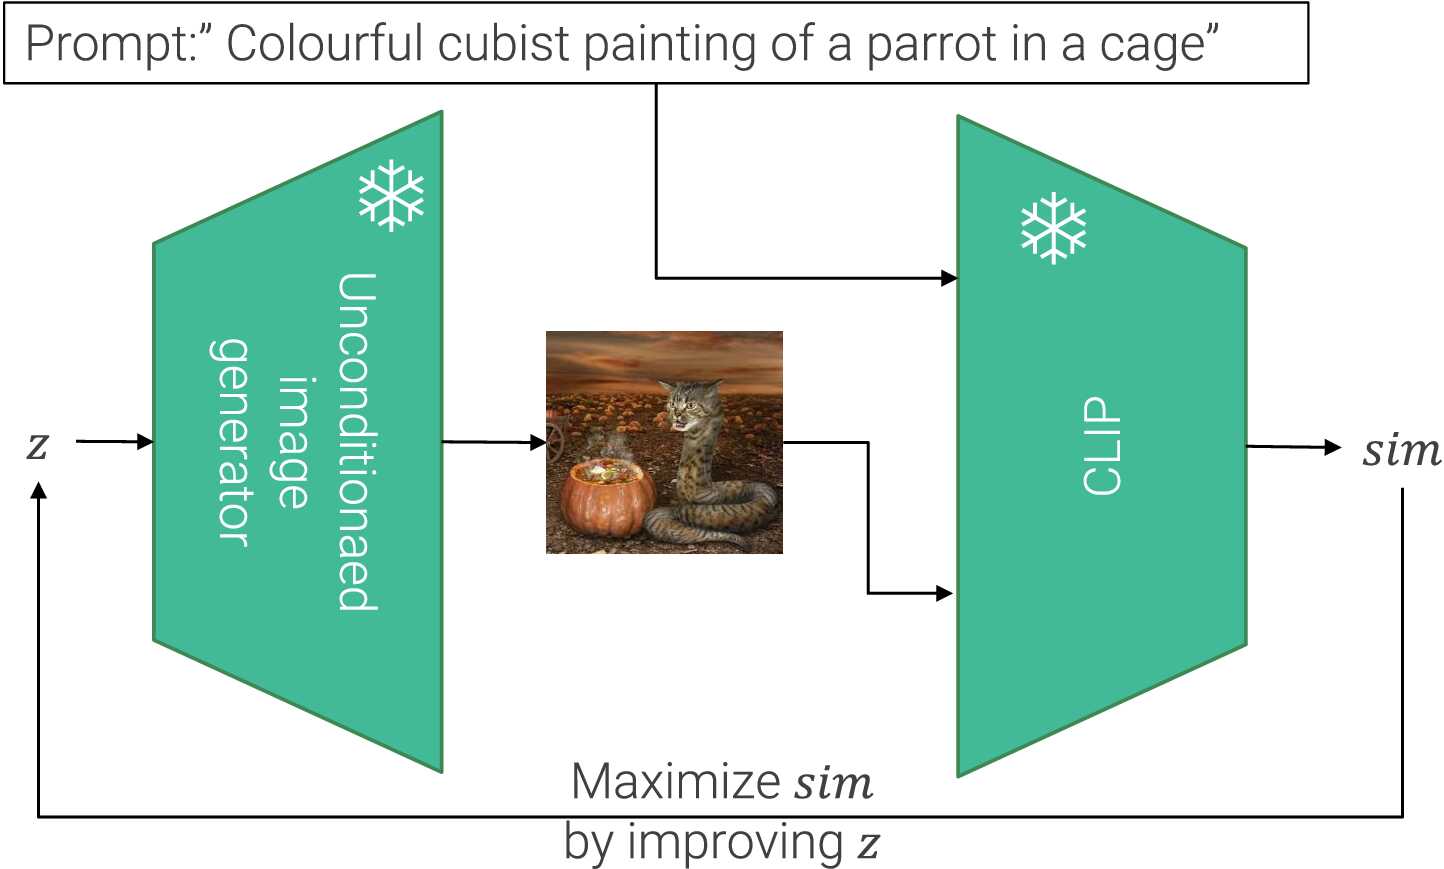 Prompt:” Colourful cubist painting of a parrot in a cage”
Unconditionaed
image
generator
z
CLIP
sim
Maximize sim
by improving z